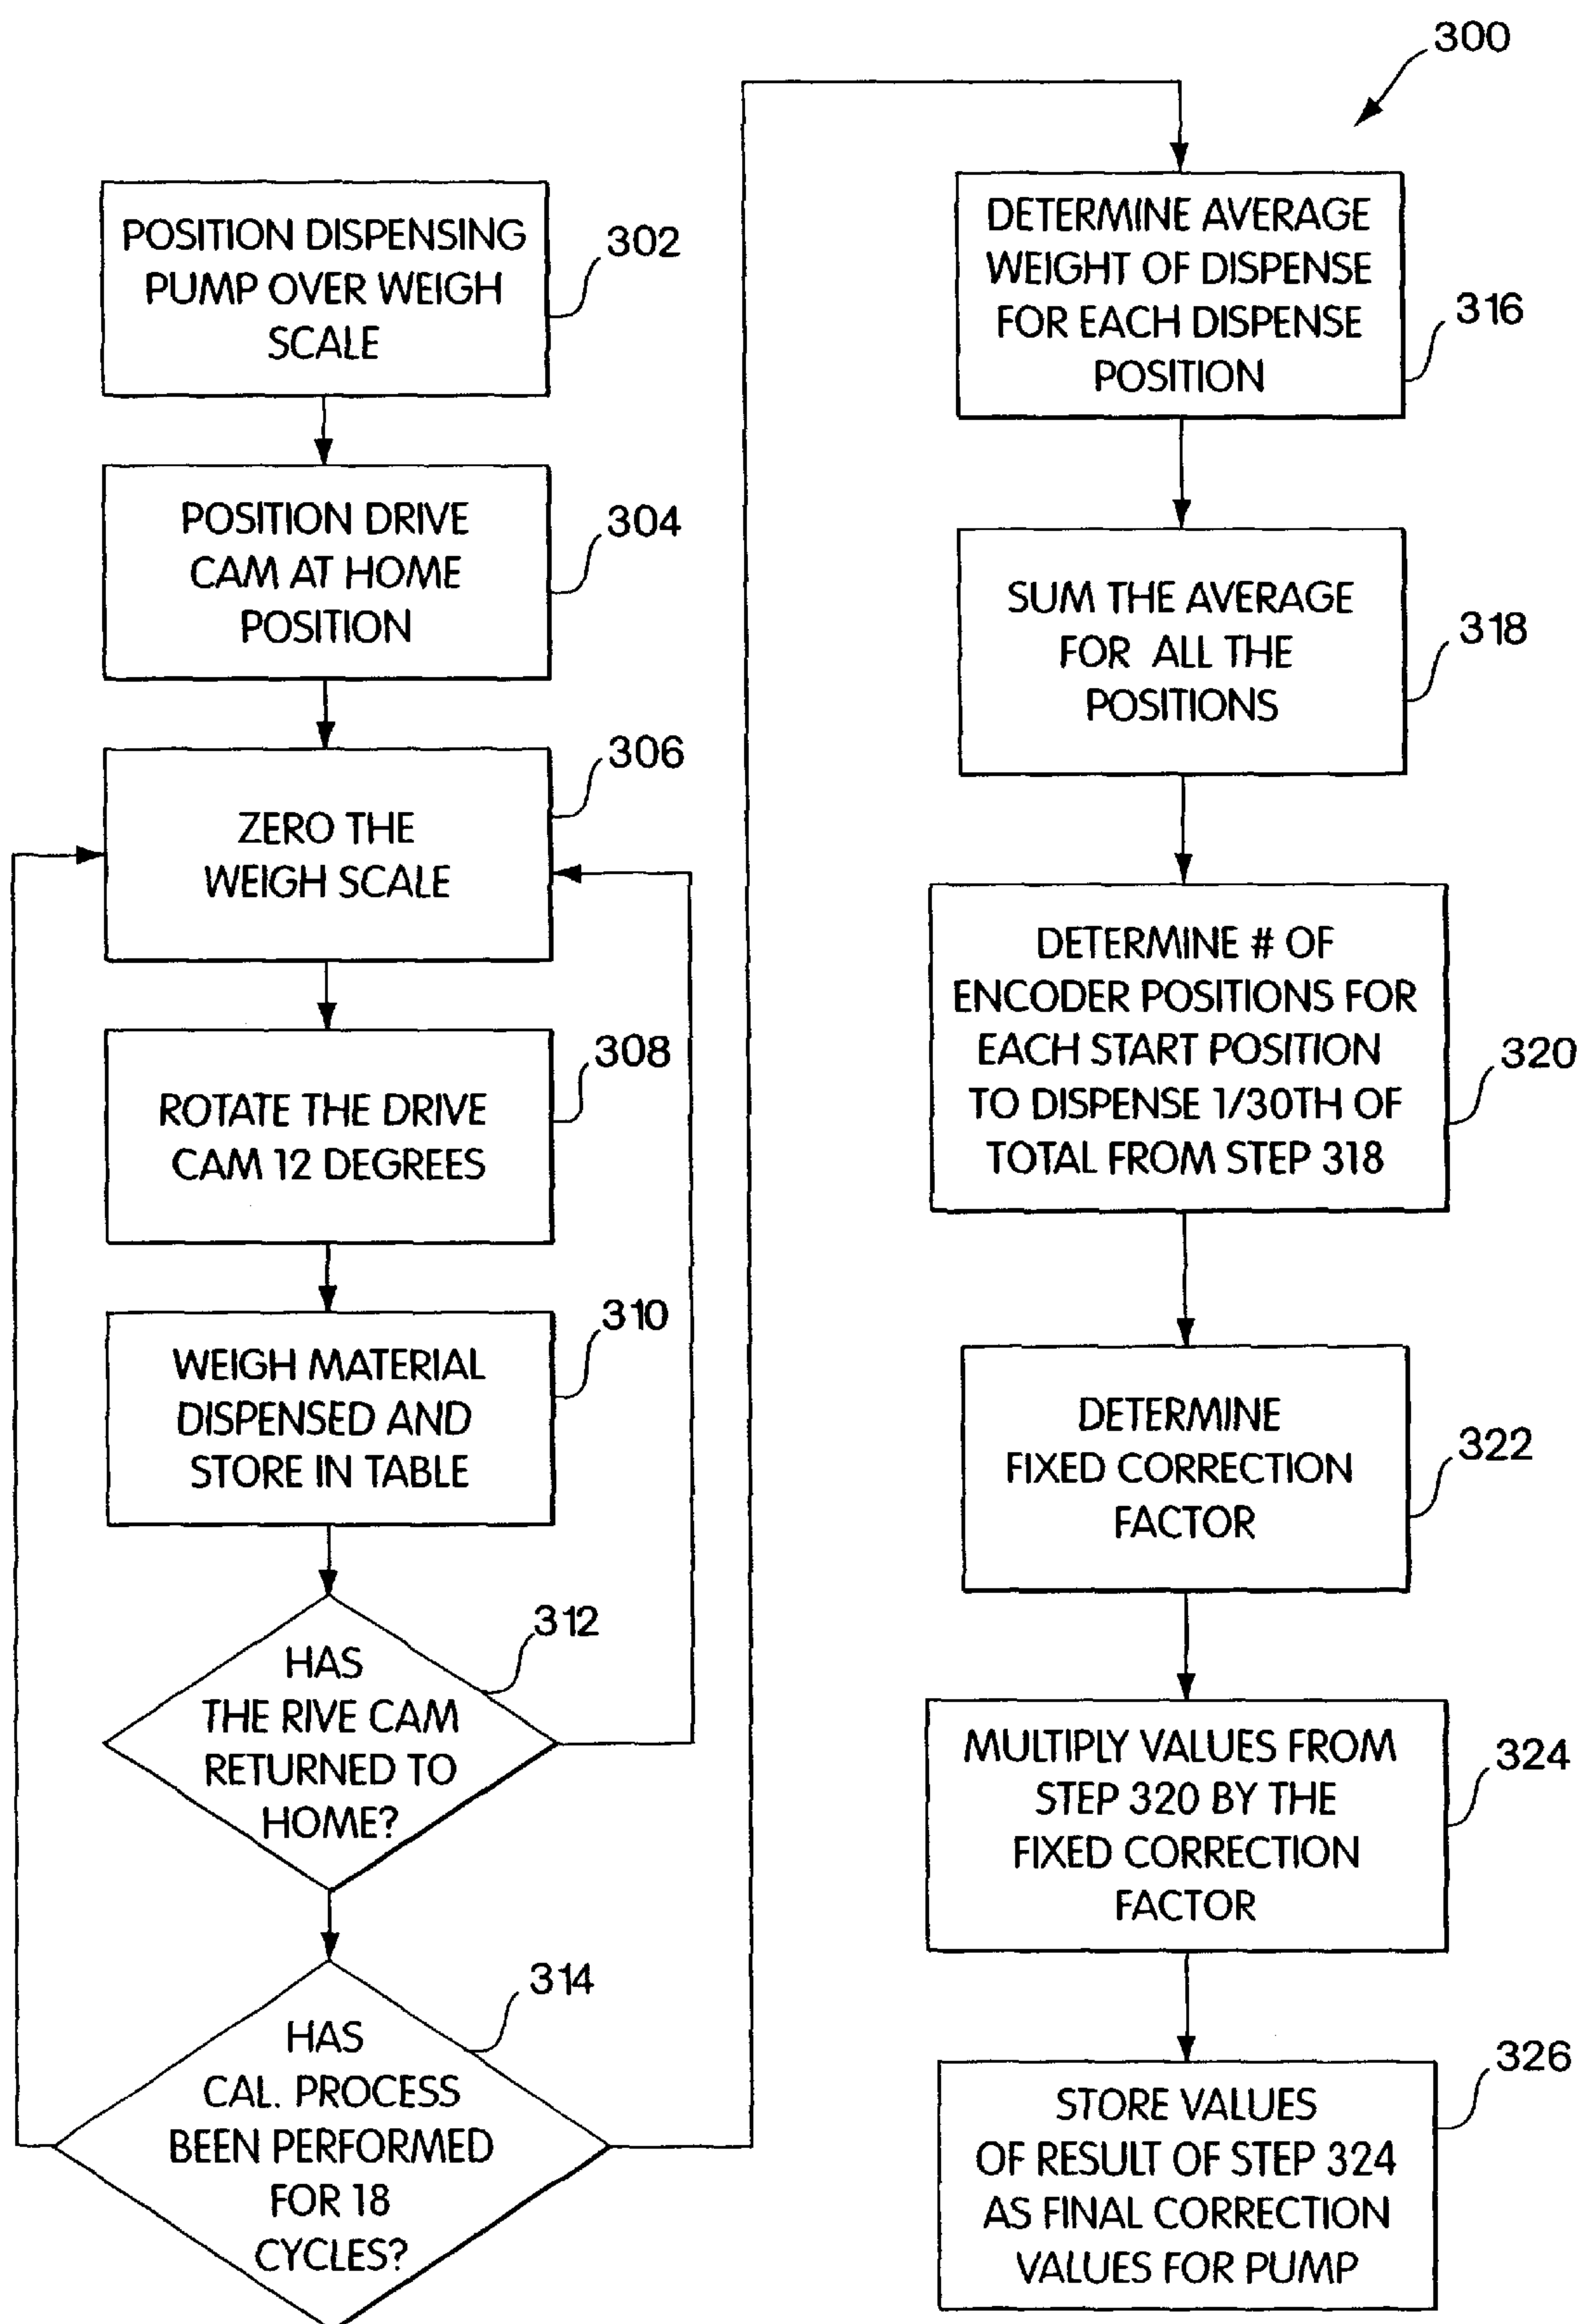 300
POSITION DISPENSING
PUMP OVER WEIGH
SCALE
302
POSITION DRIVE
CAM AT HOME
POSITION
304
ZERO THE
WEIGH SCALE
306
ROTATE THE DRIVE
CAM 12 DEGREES
308
WEIGH MATERIAL
DISPENSED AND
STORE IN TABLE
310
HAS
THE RIVE CAM
RETURNED TO
HOME?
312
HAS
CAL. PROCESS
BEEN PERFORMED
FOR 18
CYCLES?
314
DETERMINE AVERAGE
WEIGHT OF DISPENSE
FOR EACH DISPENSE
POSITION
316
SUM THE AVERAGE
FOR ALL THE
POSITIONS
318
DETERMINE # OF
ENCODER POSITIONS FOR
EACH START POSITION
TO DISPENSE 1/30TH OF
TOTAL FROM STEP 318
320
DETERMINE
FIXED CORRECTION
FACTOR
322
MULTIPLY VALUES FROM
STEP 320 BY THE
FIXED CORRECTION
FACTOR
324
STORE VALUES
OF RESULT OF STEP 324
AS FINAL CORRECTION
VALUES FOR PUMP
326